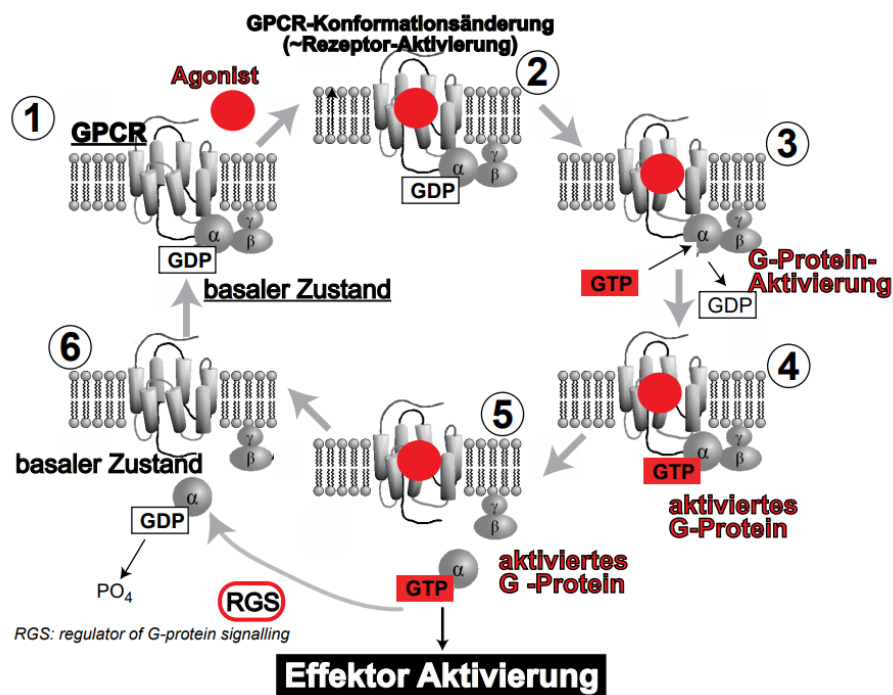 GPCR-Konformationsänderung
(~Rezeptor-Aktivierung)
Agonist
1
GPCR
α
γ
β
GDP
basaler Zustand
2
α
γ
β
GDP
3
α
γ
β
GTP
GDP
G-Protein-
Aktivierung
4
α
γ
β
GTP
aktiviertes
G-Protein
5
γ
β
α
GTP
aktiviertes
G -Protein
Effektor Aktivierung
6
γ
β
basaler Zustand
α
GDP
PO4
RGS
RGS: regulator of G-protein signalling